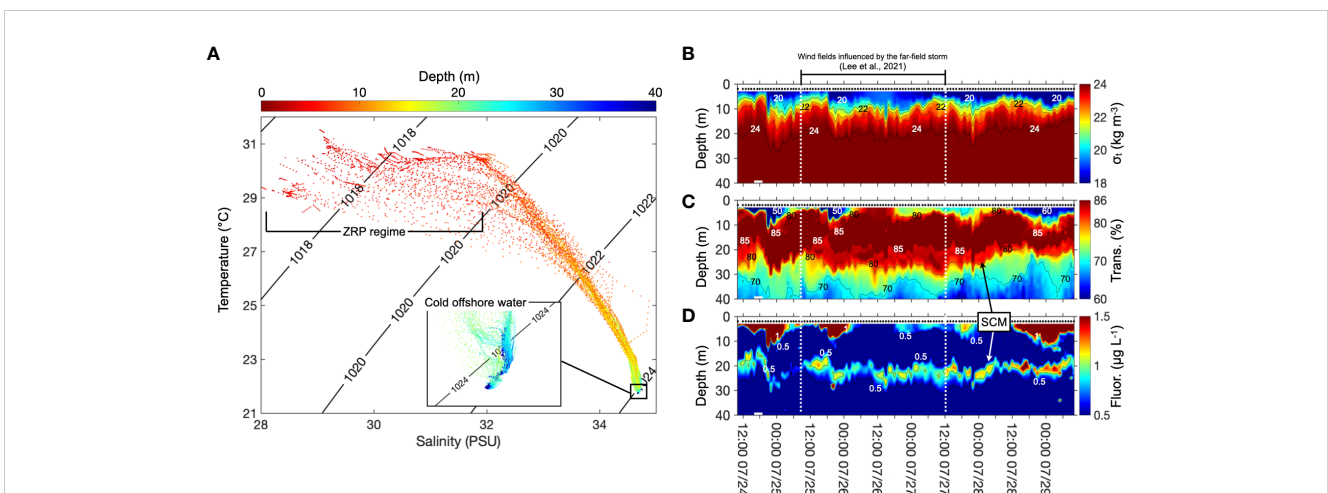 A
Depth (m)
0 10 20 30 40
31
29
27
25
23
21
Temperature (°C)
28 30 32 34
Salinity (PSU)
1018
1020
1018
1020
1022
1020
1022
1020
ZRP regime
Cold offshore water
1024
1024
B
Wind fields influenced by the far-field storm
(Lee et al., 2021)
0
10
20
30
40
Depth (m)
20 20 20 20
22 22 22 22
24 24 24 24
24
22
20
18
σt (kg m-3)
C
0
10
20
30
40
Depth (m)
50 80 50 80 80 60
85 85 85 85 85 85
80 80 80
70 70 70
86
80
70
60
Trans. (%)
SCM
D
0
10
20
30
40
Depth (m)
1 1 1
0.5 0.5 0.5 0.5
0.5 0.5 0.5
1.5
1
0.5
Fluor. (μg L-1)
12:00 07/24
00:00 07/25
12:00 07/25
00:00 07/26
12:00 07/26
00:00 07/27
12:00 07/27
00:00 07/28
12:00 07/28
00:00 07/29